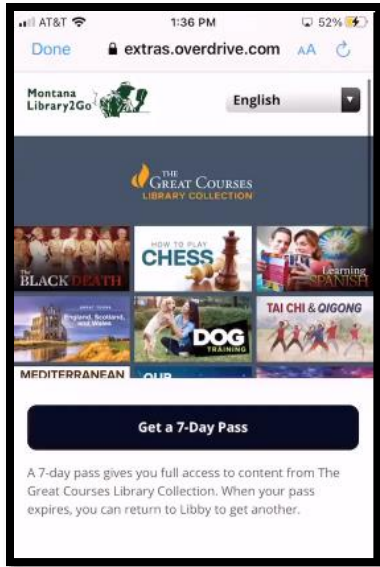 AT&T 1:36 PM 52%
Done extras.overdrive.com AA
Montana
Library2Go
English
THE
GREAT COURSES
LIBRARY COLLECTION
The
BLACK DEATH
HOW TO PLAY
CHESS
Learning
SPANISH
England, Scotland,
and Wales
DOG
TRAINING
TAI CHI & QIGONG
MEDITERRANEAN
OUR
Get a 7-Day Pass
A 7-day pass gives you full access to content from The
Great Courses Library Collection. When your pass
expires, you can return to Libby to get another.